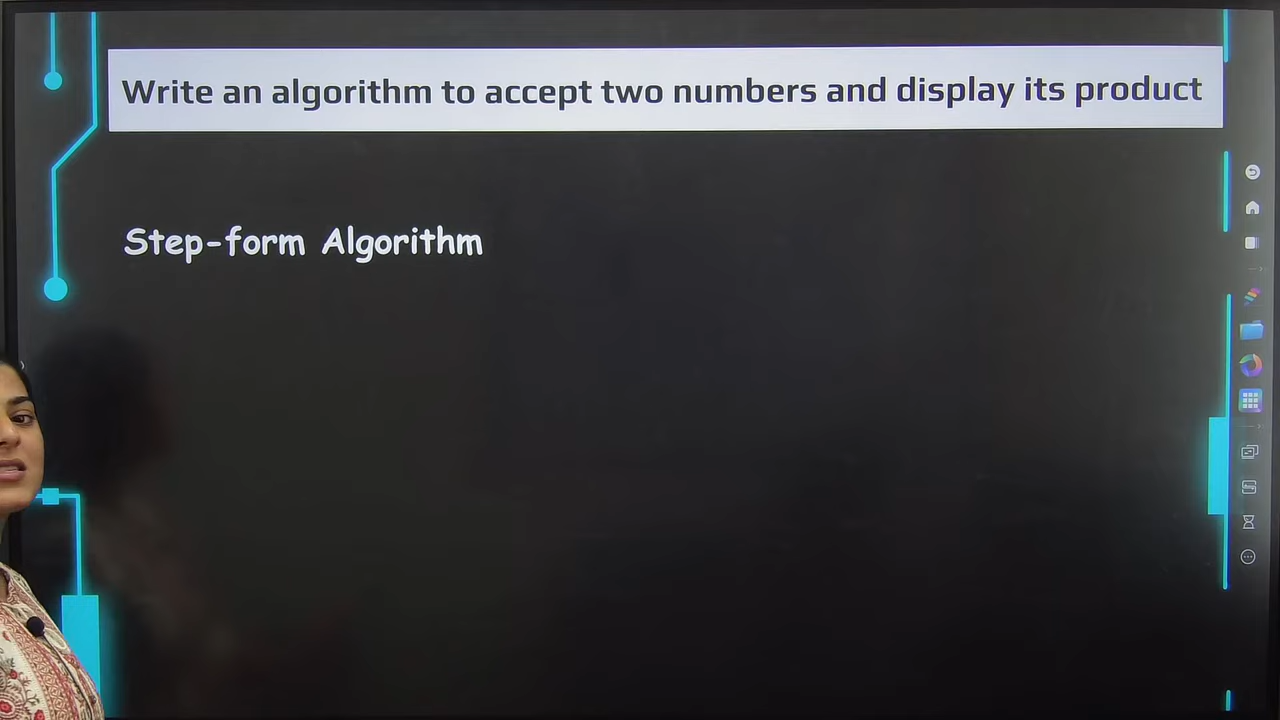 Write an algorithm to accept two numbers and display its product
Step-form Algorithm